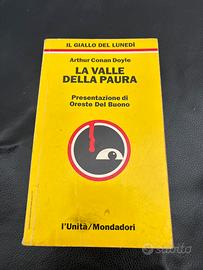 IL GIALLO DEL LUNEDÌ
Arthur Conan Doyle
LA VALLE
DELLA PAURA
Presentazione di
Oreste Del Buono
l'Unità/Mondadori
subito